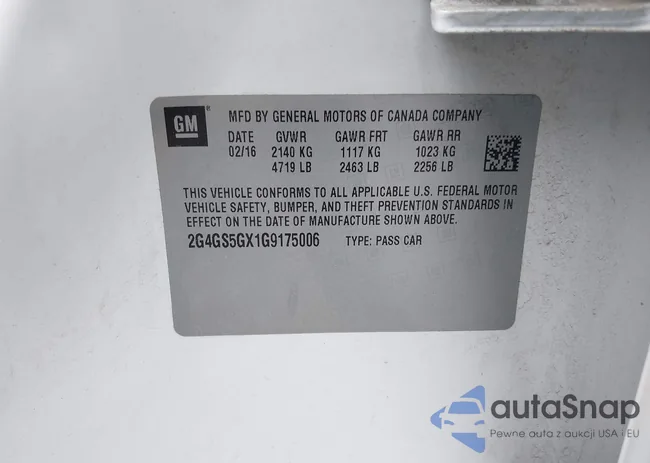 GM ® MFD BY GENERAL MOTORS OF CANADA COMPANY
DATE GVWR GAWR FRT GAWR RR
02/16 2140 KG 1117 KG 1023 KG
4719 LB 2463 LB 2256 LB
THIS VEHICLE CONFORMS TO ALL APPLICABLE U.S. FEDERAL MOTOR
VEHICLE SAFETY, BUMPER, AND THEFT PREVENTION STANDARDS IN
EFFECT ON THE DATE OF MANUFACTURE SHOWN ABOVE.
2G4GS5GX1G9175006 TYPE: PASS CAR
autaSnap
Pewne auta z aukcji USA i EU